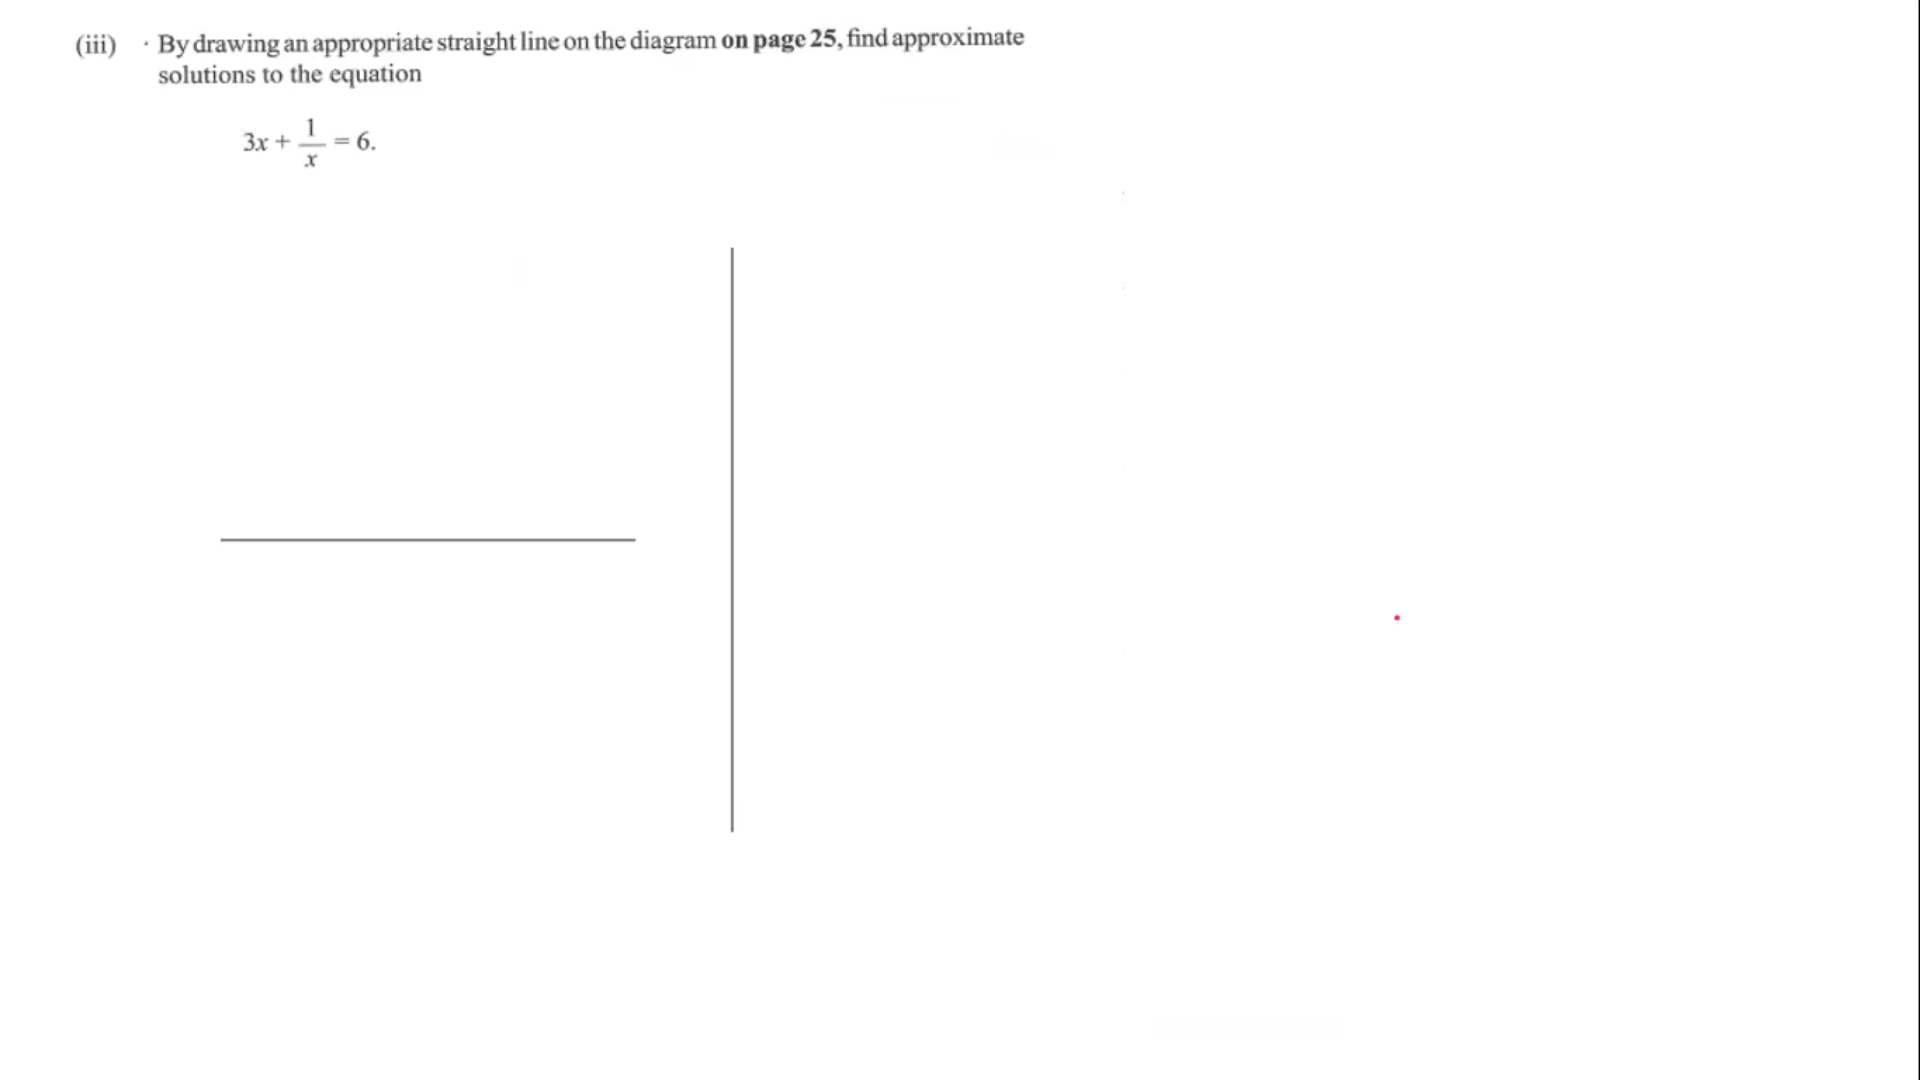 (iii) · By drawing an appropriate straight line on the diagram on page 25, find approximate
solutions to the equation
3x + 1/x = 6.